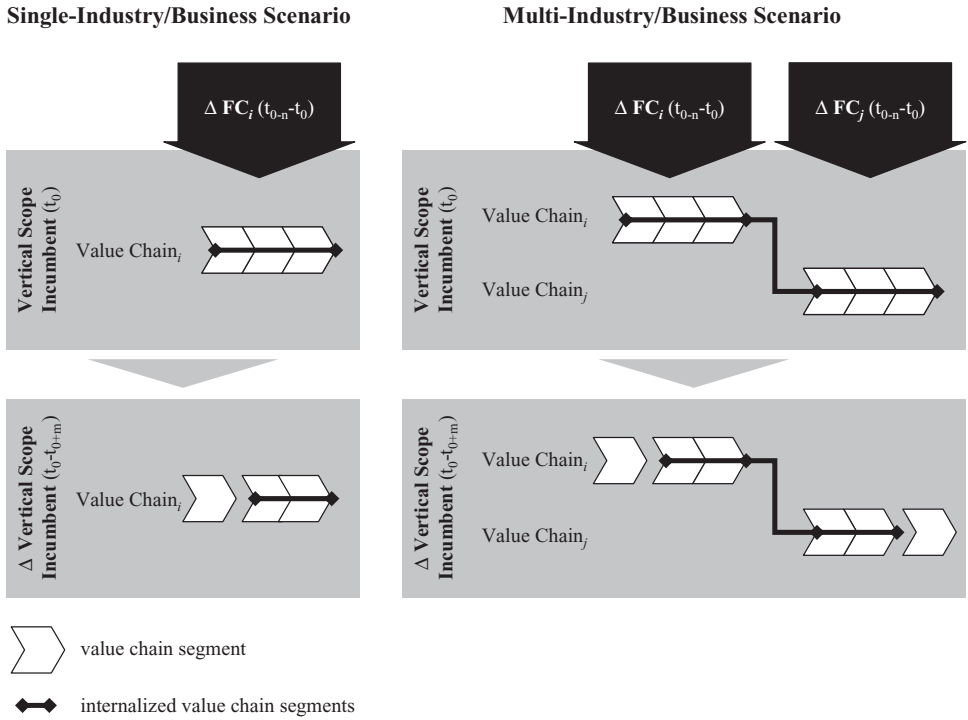 Single-Industry/Business Scenario
Multi-Industry/Business Scenario
Δ FCi (t0-n-t0)
Δ FCi (t0-n-t0)
Δ FCj (t0-n-t0)
Vertical Scope
Incumbent (t0)
Value Chaini
Vertical Scope
Incumbent (t0)
Value Chaini
Value Chainj
Δ Vertical Scope
Incumbent (t0-t0+m)
Value Chaini
Δ Vertical Scope
Incumbent (t0-t0+m)
Value Chaini
Value Chainj
value chain segment
internalized value chain segments